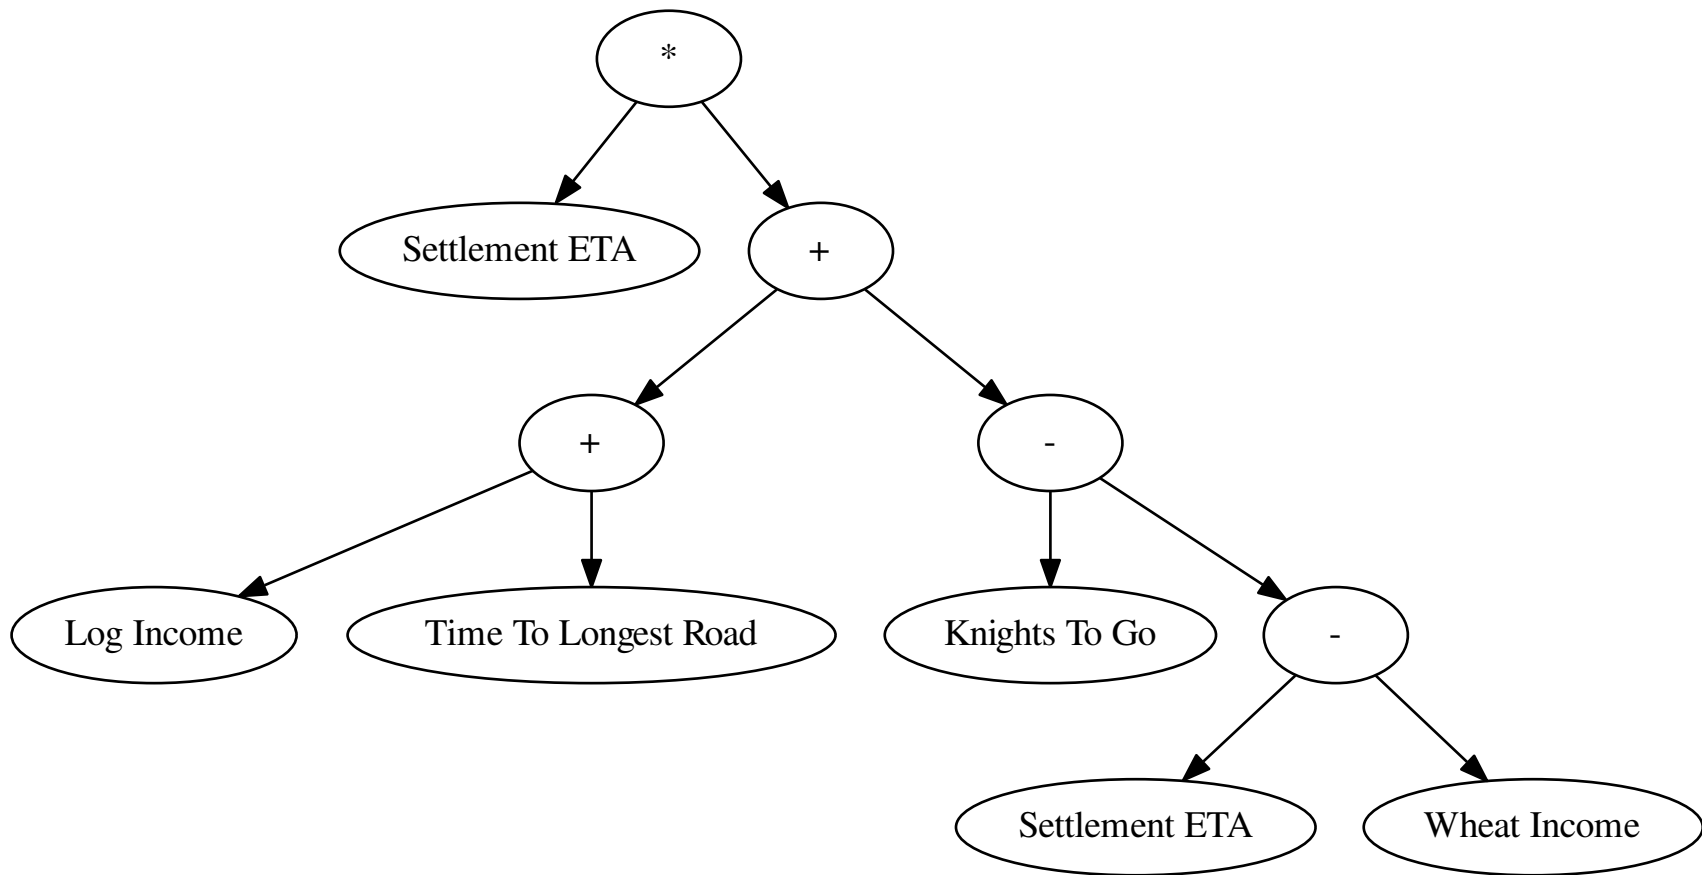 *
Settlement ETA
+
+
-
Log Income
Time To Longest Road
Knights To Go
-
Settlement ETA
Wheat Income